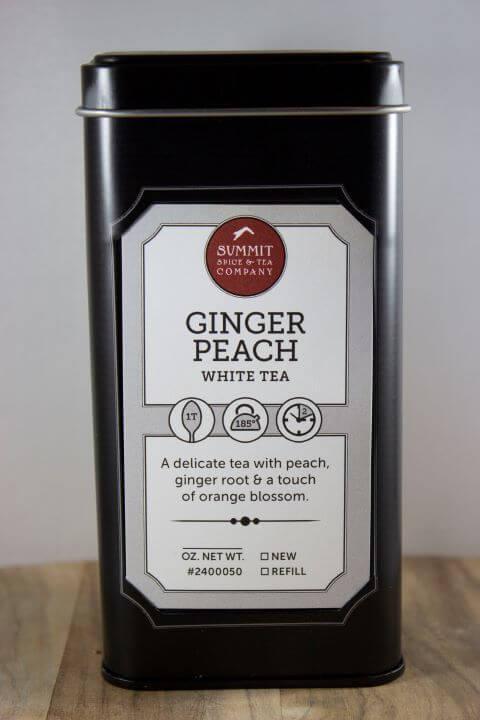 SUMMIT
SPICE & TEA
COMPANY
GINGER
PEACH
WHITE TEA
1T
185°
2
A delicate tea with peach,
ginger root & a touch
of orange blossom.
OZ. NET WT.
#2400050
☐ NEW
☐ REFILL